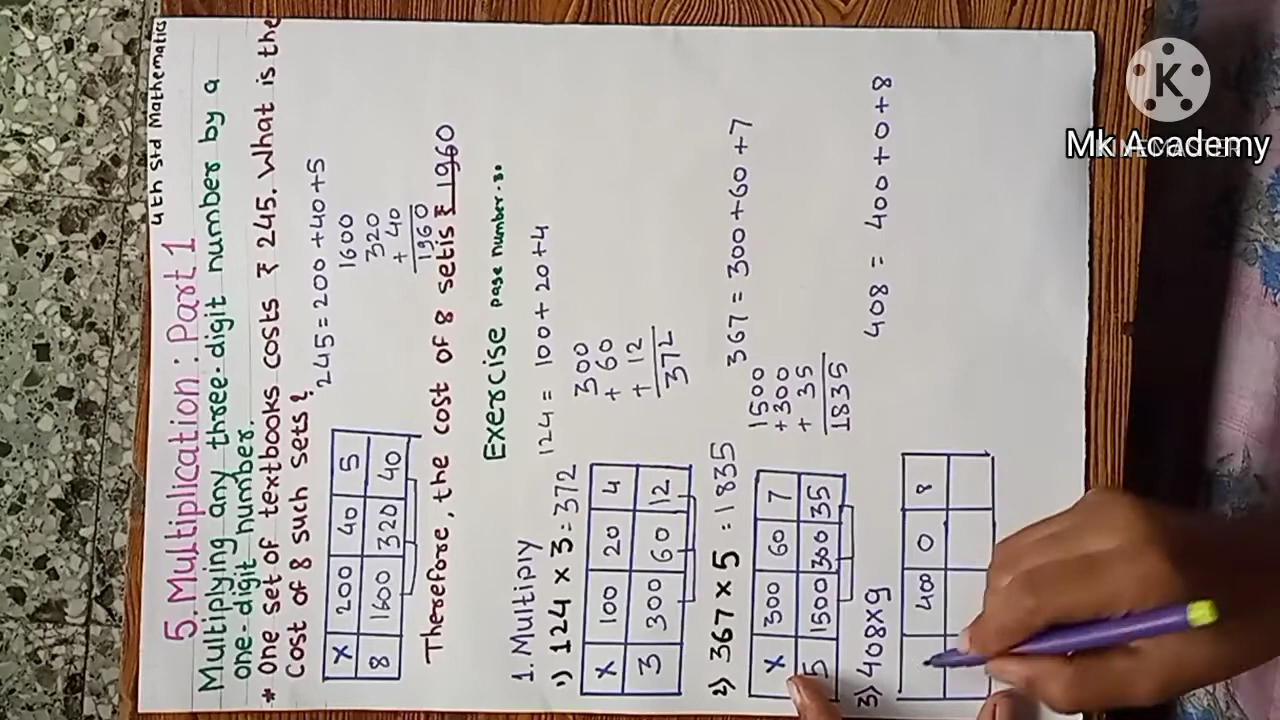 4th Std Mathematics
5. Multiplication : Part 1
Multiplying any three-digit number by a
one-digit number.
* One set of textbooks costs ₹ 245. What is the
Cost of 8 such sets?
245 = 200 + 40 + 5
X 200 40 5
8 1600 320 40
1600
320
+ 40
1960
Therefore, the cost of 8 set is ₹ 1960
Exercise page number. 30
1. Multiply
1) 124 x 3 = 372
124 = 100 + 20 + 4
X 100 20 4
3 300 60 12
300
+ 60
+ 12
372
2) 367 x 5 : 1835
367 = 300 + 60 + 7
X 300 60 7
5 1500 300 35
1500
+300
+ 35
1835
3) 408x9
408 = 400 + 0 + 8
400 0 8
K
Mk Academy